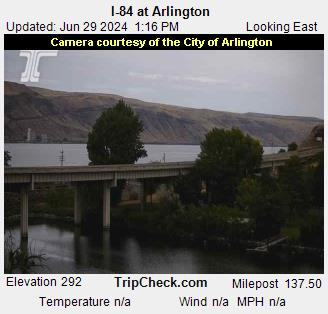 I-84 at Arlington
Updated: Jun 29 2024 1:16 PM Looking East
Camera courtesy of the City of Arlington
Elevation 292 TripCheck.com Milepost 137.50
Temperature n/a Wind n/a MPH n/a